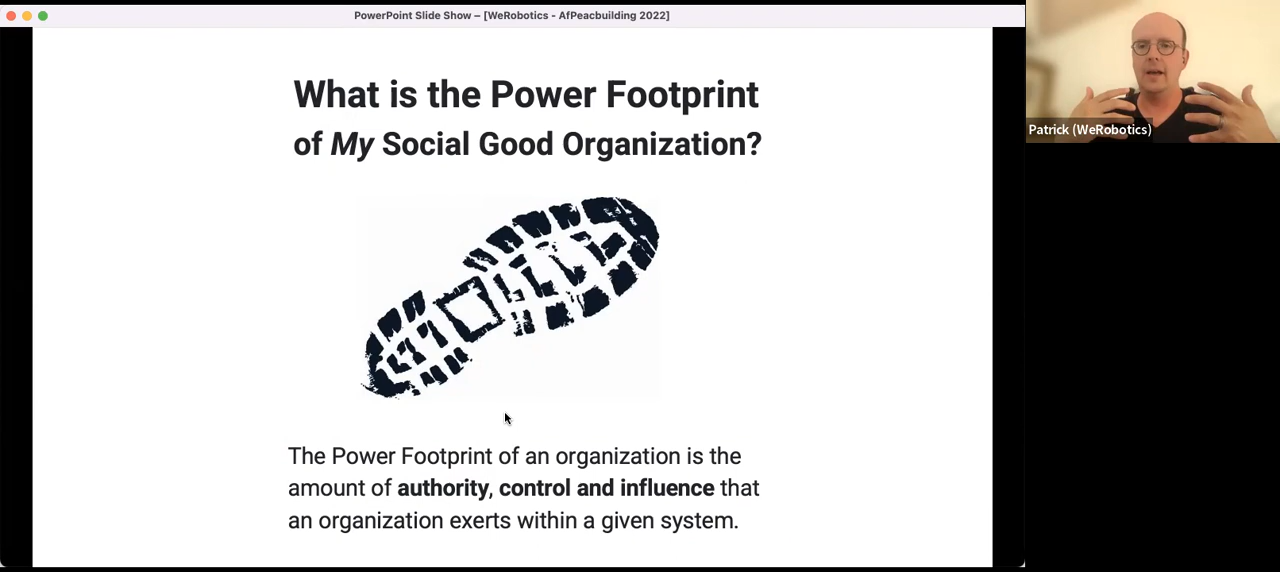 PowerPoint Slide Show – [WeRobotics - AfPeacbuilding 2022]
What is the Power Footprint
of My Social Good Organization?
Patrick (WeRobotics)
The Power Footprint of an organization is the
amount of authority, control and influence that
an organization exerts within a given system.